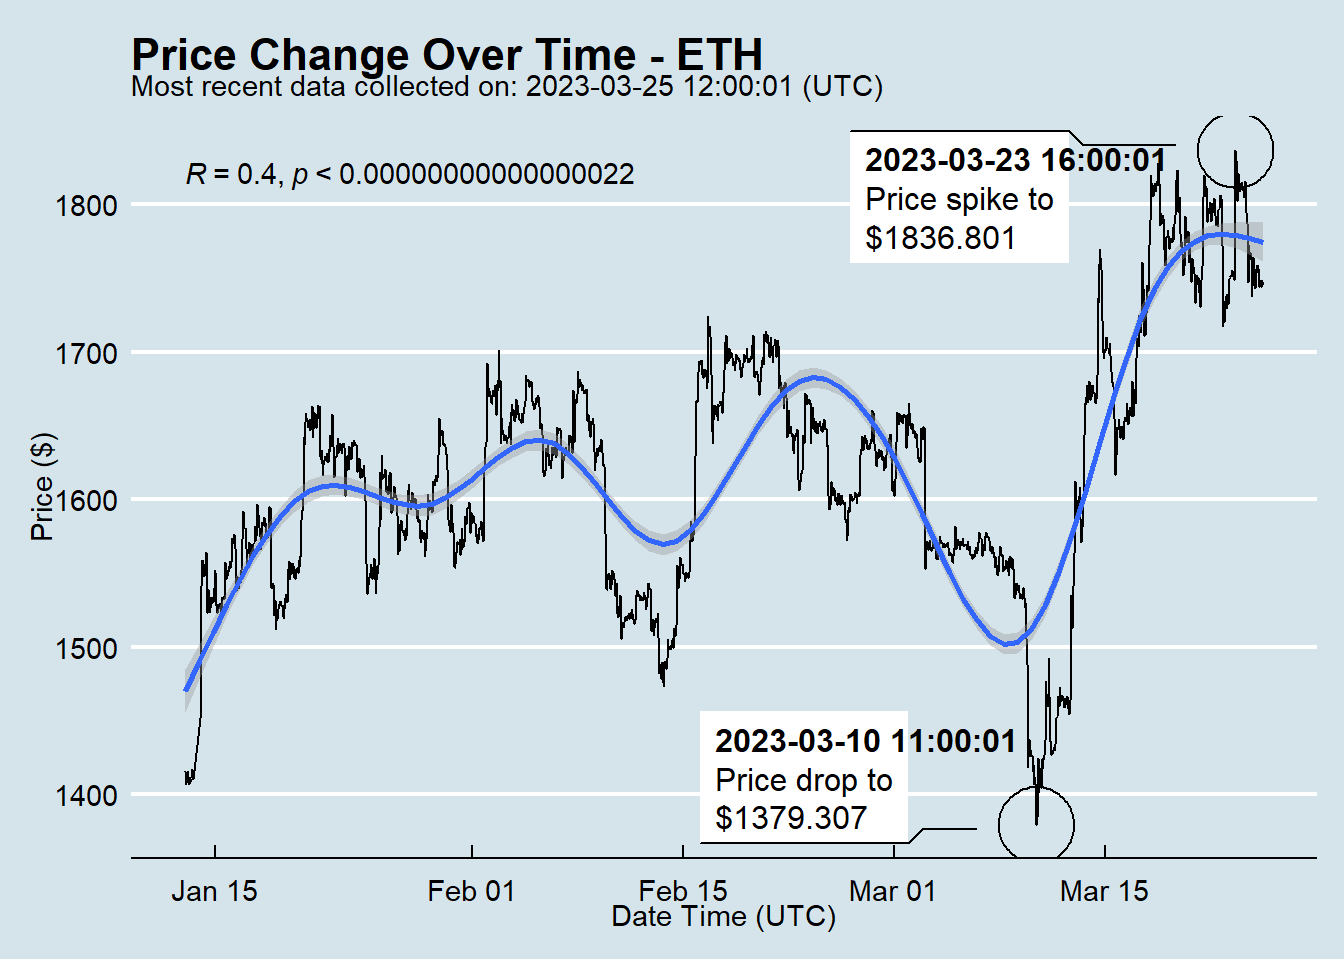 Price Change Over Time - ETH
Most recent data collected on: 2023-03-25 12:00:01 (UTC)
R = 0.4, p < 0.00000000000000022
2023-03-23 16:00:01
Price spike to
$1836.801
1800
1700
1600
1500
1400
Price ($)
2023-03-10 11:00:01
Price drop to
$1379.307
Jan 15 Feb 01 Feb 15 Mar 01 Mar 15
Date Time (UTC)